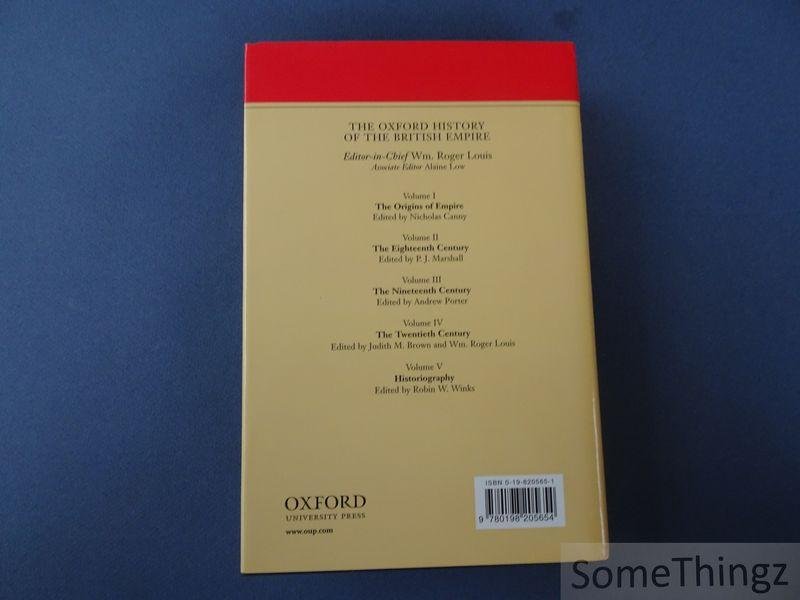 THE OXFORD HISTORY
OF THE BRITISH EMPIRE
Editor-in-Chief Wm. Roger Louis
Associate Editor Alaine Low
Volume I
The Origins of Empire
Edited by Nicholas Canny
Volume II
The Eighteenth Century
Edited by P. J. Marshall
Volume III
The Nineteenth Century
Edited by Andrew Porter
Volume IV
The Twentieth Century
Edited by Judith M. Brown and Wm. Roger Louis
Volume V
Historiography
Edited by Robin W. Winks
OXFORD
UNIVERSITY PRESS
www.oup.com
ISBN 0-19-820565-1
9 780198 205654
SomeThingz